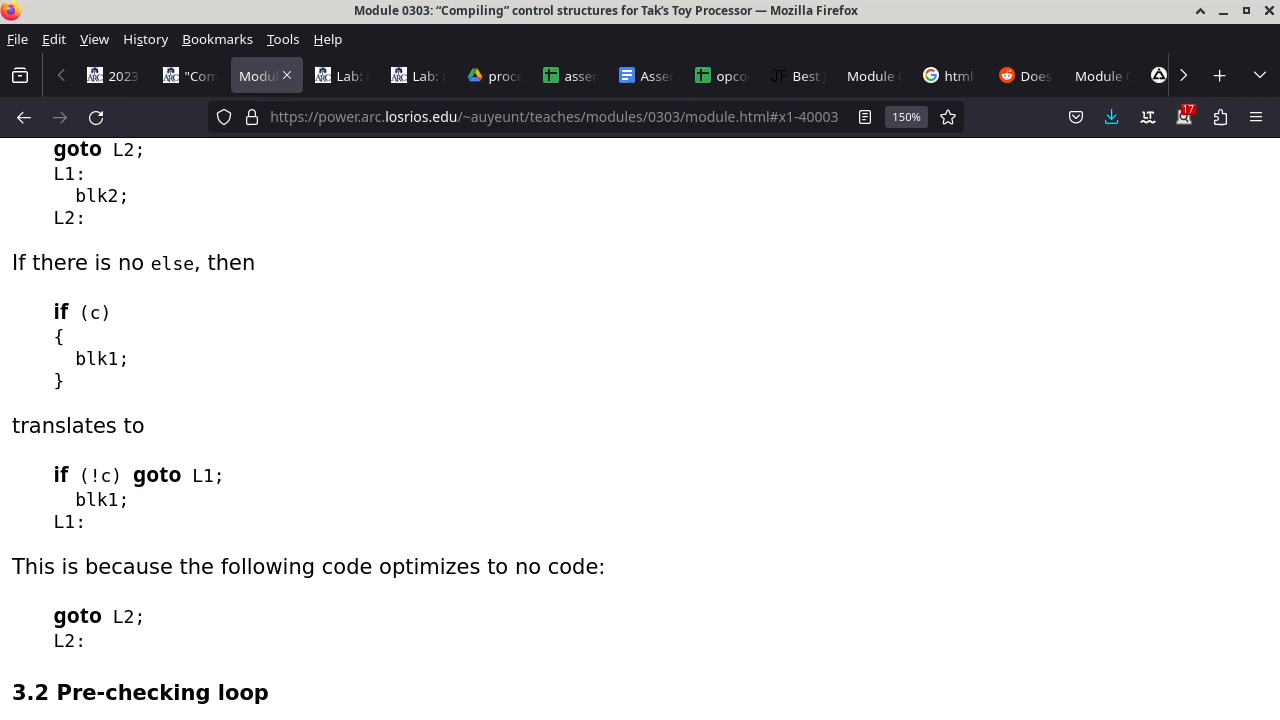 Module 0303: “Compiling” control structures for Tak’s Toy Processor — Mozilla Firefox
File Edit View History Bookmarks Tools Help
2023 "Com Modul Lab: Lab: proce asser Asser opco JF Best Module html Does Module
https://power.arc.losrios.edu/~auyeunt/teaches/modules/0303/module.html#x1-40003 150% 17
goto L2;
L1:
blk2;
L2:
If there is no else, then
if (c)
{
blk1;
}
translates to
if (!c) goto L1;
blk1;
L1:
This is because the following code optimizes to no code:
goto L2;
L2:
3.2 Pre-checking loop